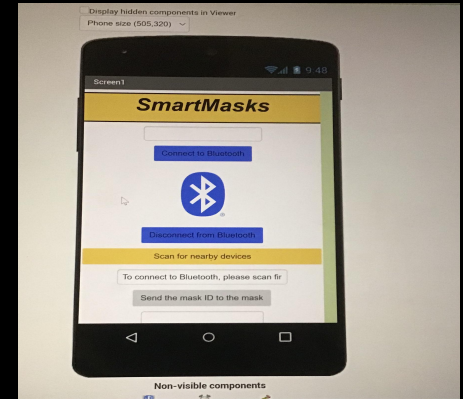 Display hidden components in Viewer
Phone size (505,320)
9:48
Screen1
SmartMasks
Connect to Bluetooth
Disconnect from Bluetooth
Scan for nearby devices
To connect to Bluetooth, please scan fir
Send the mask ID to the mask
Non-visible components